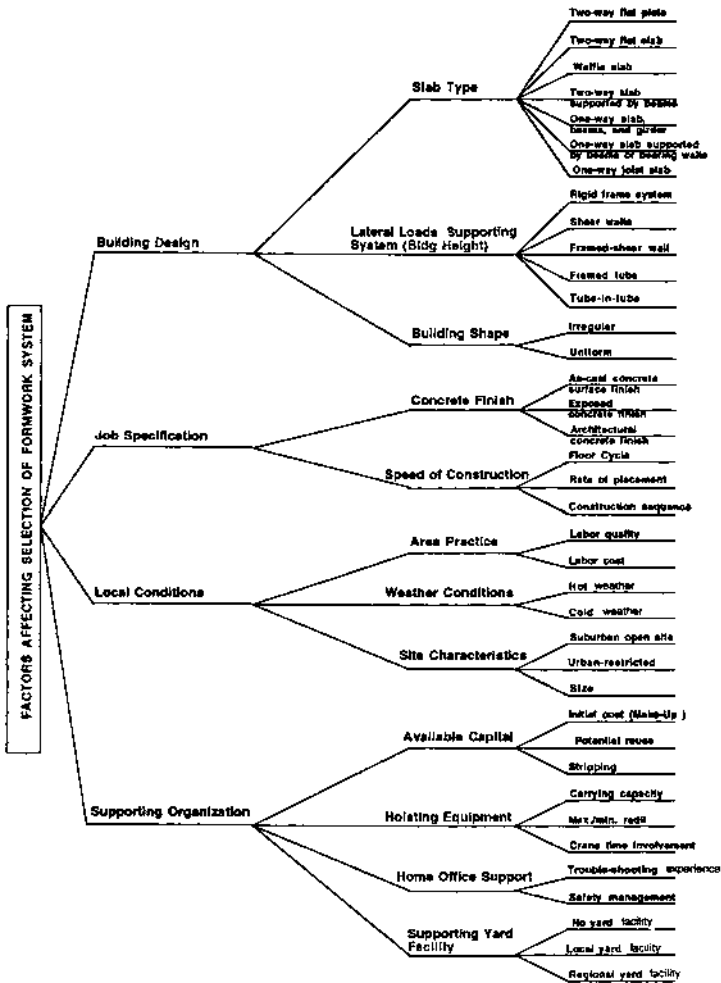 FACTORS AFFECTING SELECTION OF FORMWORK SYSTEM
Building Design
Slab Type
Two-way flat plate
Two-way flat slab
Waffle slab
Two-way slab
supported by beams
One-way slab,
beams, and girder
One-way slab supported
by beams or bearing walls
One-way joist slab
Lateral Loads Supporting
System (Bldg Height)
Rigid frame system
Shear walls
Framed-shear wall
Framed tube
Tube-in-tube
Building Shape
Irregular
Uniform
Job Specification
Concrete Finish
As-cast concrete
surface finish
Exposed
concrete finish
Architectural
concrete finish
Speed of Construction
Floor Cycle
Rate of placement
Construction sequence
Local Conditions
Area Practice
Labor quality
Labor cost
Weather Conditions
Hot weather
Cold weather
Site Characteristics
Suburban open site
Urban-restricted
Size
Supporting Organization
Available Capital
Initial cost (Make-Up )
Potential reuse
Stripping
Hoisting Equipment
Carrying capacity
Max./min. radii
Crane time involvement
Home Office Support
Trouble-shooting experience
Safety management
Supporting Yard
Facility
No yard facility
Local yard facility
Regional yard facility